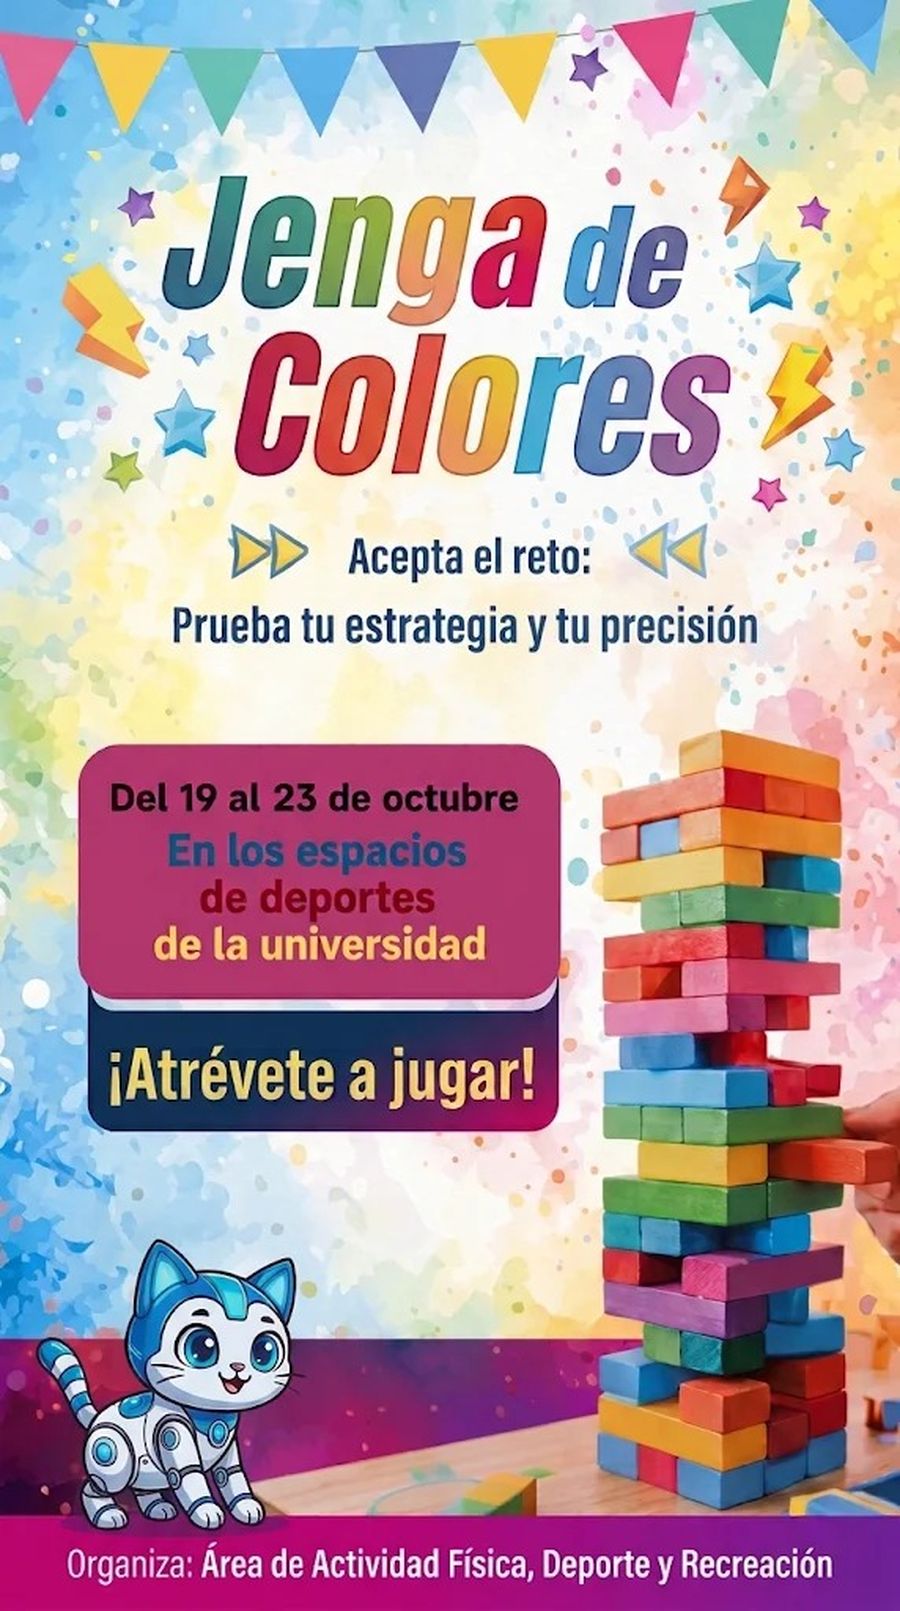 Jenga de
Colores
Acepta el reto:
Prueba tu estrategia y tu precisión
Del 19 al 23 de octubre
En los espacios
de deportes
de la universidad
¡Atrévete a jugar!
Organiza: Área de Actividad Física, Deporte y Recreación